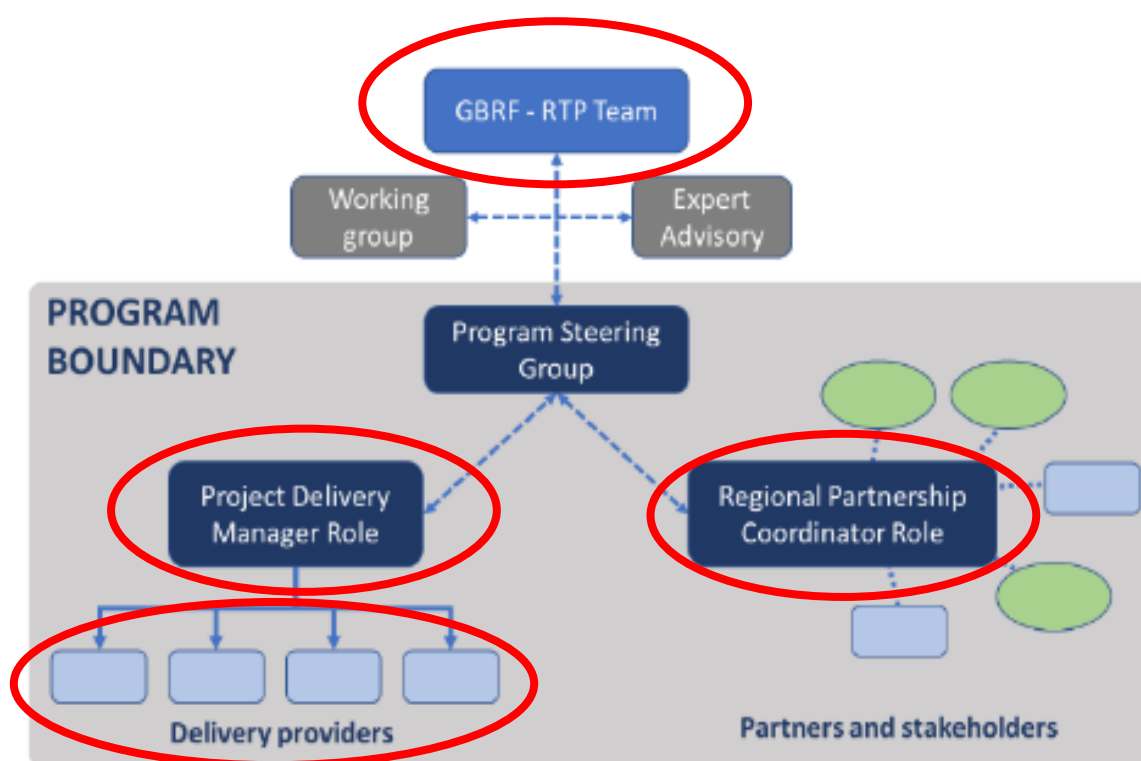 GBRF - RTP Team
Working
group
Expert
Advisory
PROGRAM
BOUNDARY
Program Steering
Group
Project Delivery
Manager Role
Regional Partnership
Coordinator Role
Delivery providers
Partners and stakeholders